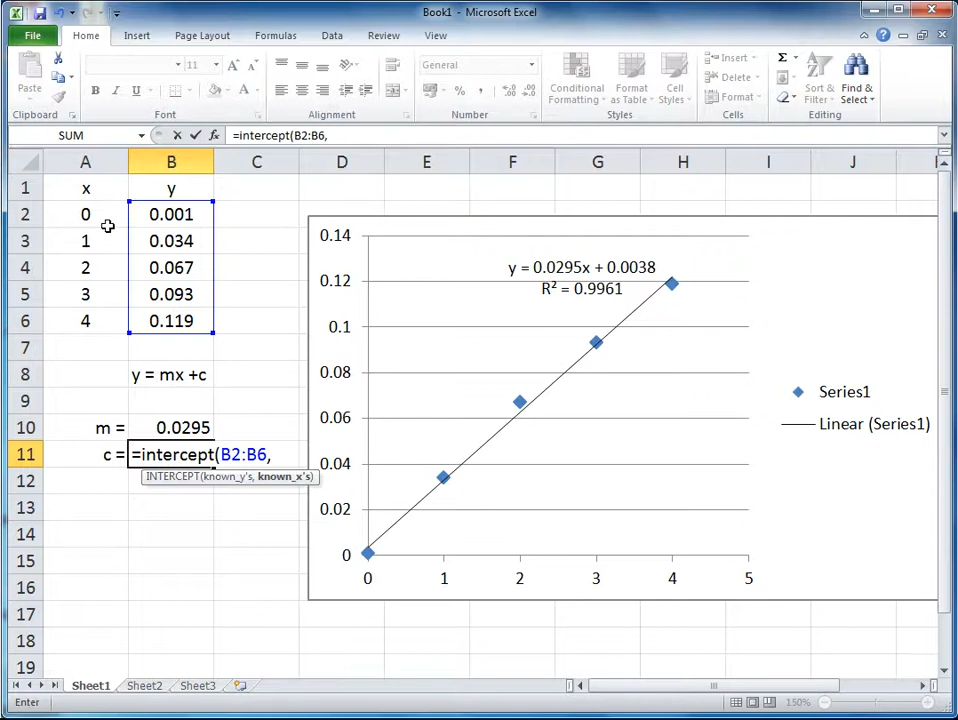 Book1 - Microsoft Excel
File Home Insert Page Layout Formulas Data Review View
Paste
11
General
Conditional Formatting
Format as Table
Cell Styles
Insert
Delete
Format
Sort & Filter
Find & Select
Clipboard Font Alignment Number Styles Cells Editing
SUM =intercept(B2:B6,
A B C D E F G H I J
1 x y
2 0 0.001
3 1 0.034
4 2 0.067
5 3 0.093
6 4 0.119
7
8 y = mx +c
9
10 m = 0.0295
11 c = =intercept(B2:B6,
INTERCEPT(known_y's, known_x's)
12
13
14
15
16
17
18
19
0.14
0.12
0.1
0.08
0.06
0.04
0.02
0
0 1 2 3 4 5
y = 0.0295x + 0.0038
R² = 0.9961
Series1
Linear (Series1)
Sheet1 Sheet2 Sheet3
Enter 150%